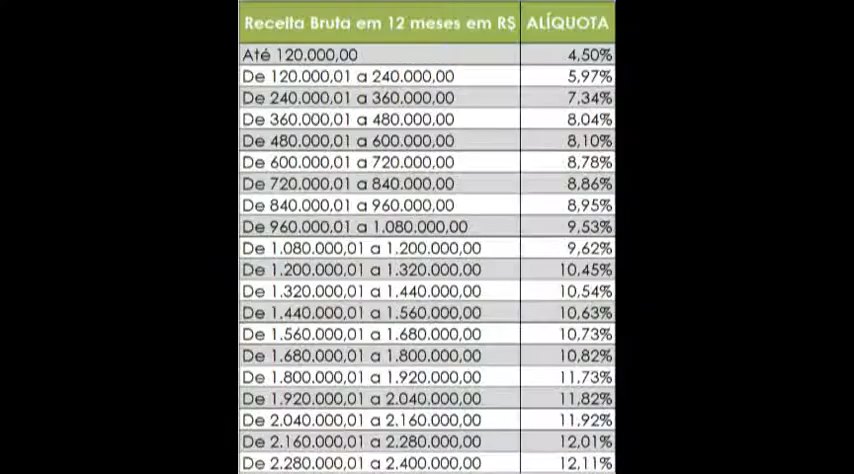 Receita Bruta em 12 meses em R$ ALÍQUOTA
Até 120.000,00 4,50%
De 120.000,01 a 240.000,00 5,97%
De 240.000,01 a 360.000,00 7,34%
De 360.000,01 a 480.000,00 8,04%
De 480.000,01 a 600.000,00 8,10%
De 600.000,01 a 720.000,00 8,78%
De 720.000,01 a 840.000,00 8,86%
De 840.000,01 a 960.000,00 8,95%
De 960.000,01 a 1.080.000,00 9,53%
De 1.080.000,01 a 1.200.000,00 9,62%
De 1.200.000,01 a 1.320.000,00 10,45%
De 1.320.000,01 a 1.440.000,00 10,54%
De 1.440.000,01 a 1.560.000,00 10,63%
De 1.560.000,01 a 1.680.000,00 10,73%
De 1.680.000,01 a 1.800.000,00 10,82%
De 1.800.000,01 a 1.920.000,00 11,73%
De 1.920.000,01 a 2.040.000,00 11,82%
De 2.040.000,01 a 2.160.000,00 11,92%
De 2.160.000,01 a 2.280.000,00 12,01%
De 2.280.000,01 a 2.400.000,00 12,11%